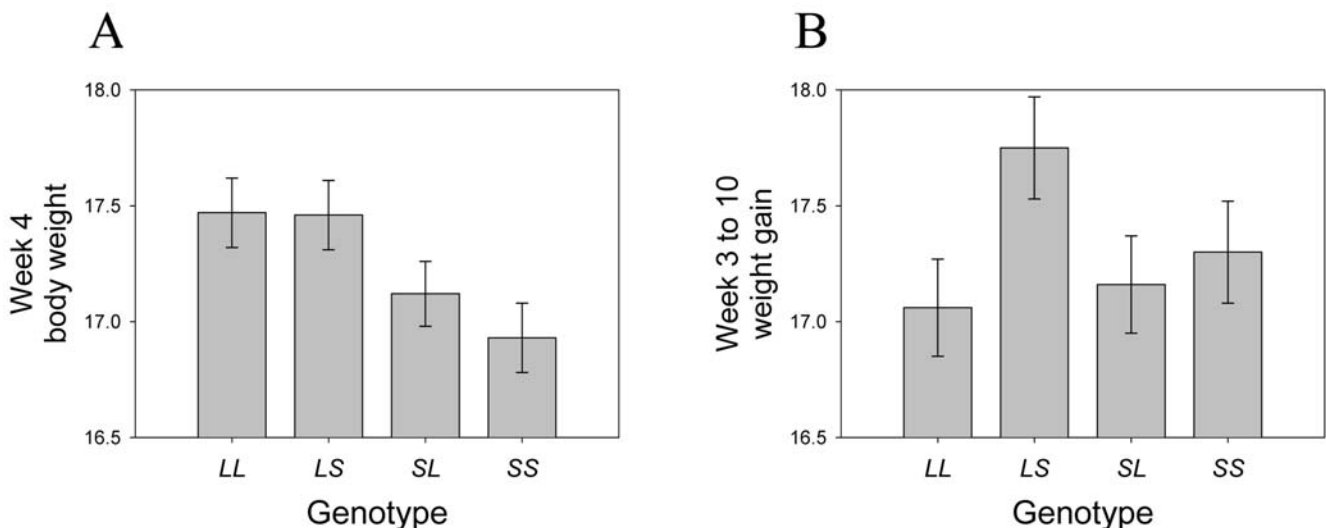 A
18.0
17.5
17.0
16.5
Week 4
body weight
LL LS SL SS
Genotype
B
18.0
17.5
17.0
16.5
Week 3 to 10
weight gain
LL LS SL SS
Genotype